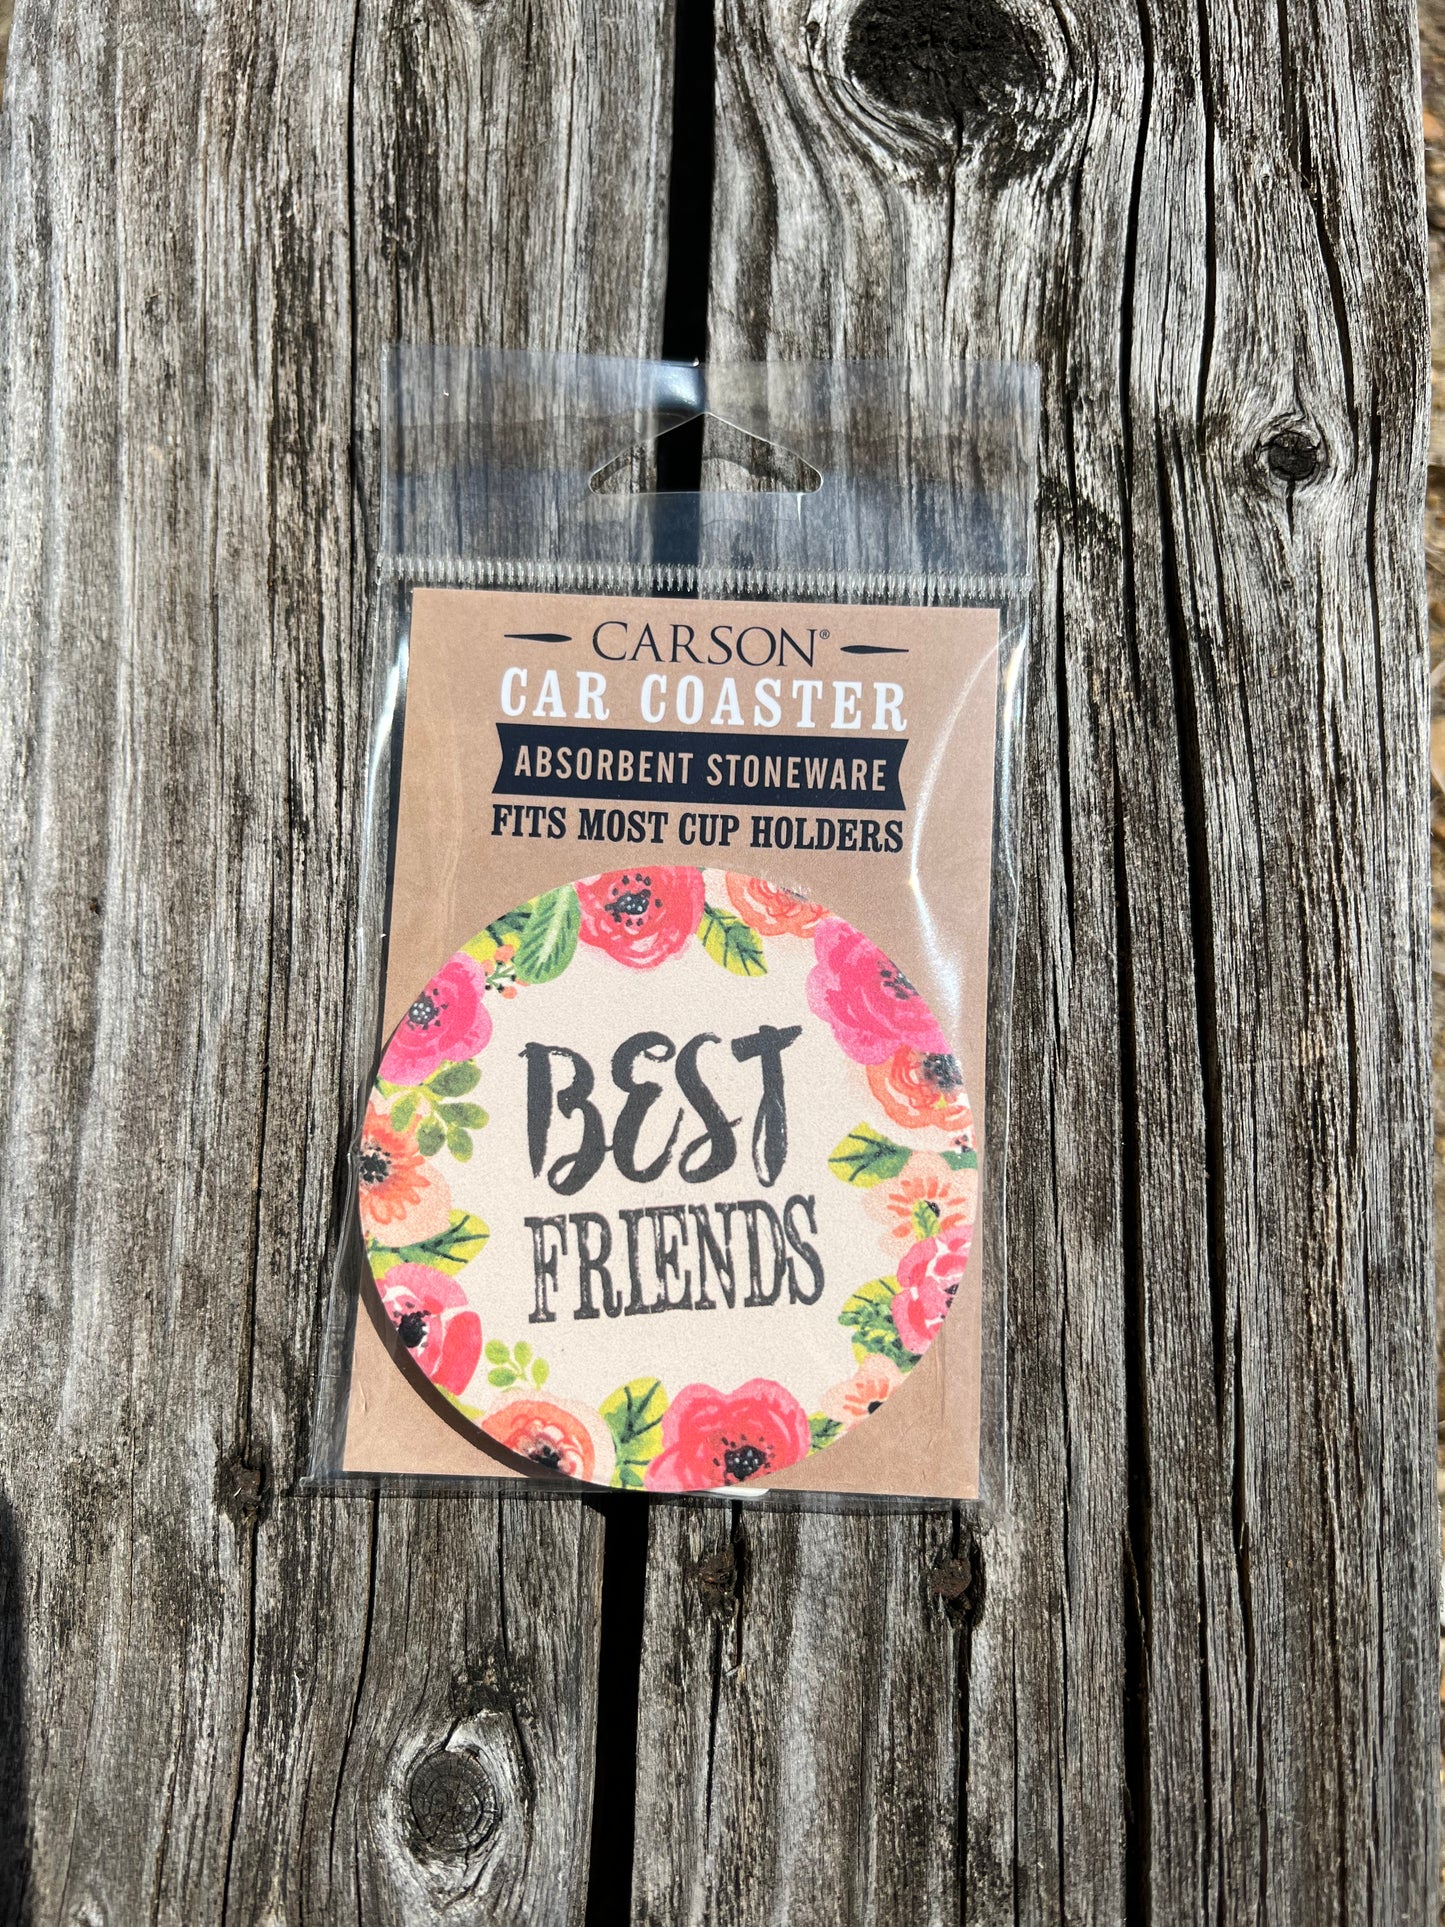 CARSON®
CAR COASTER
ABSORBENT STONEWARE
FITS MOST CUP HOLDERS
BEST
FRIENDS